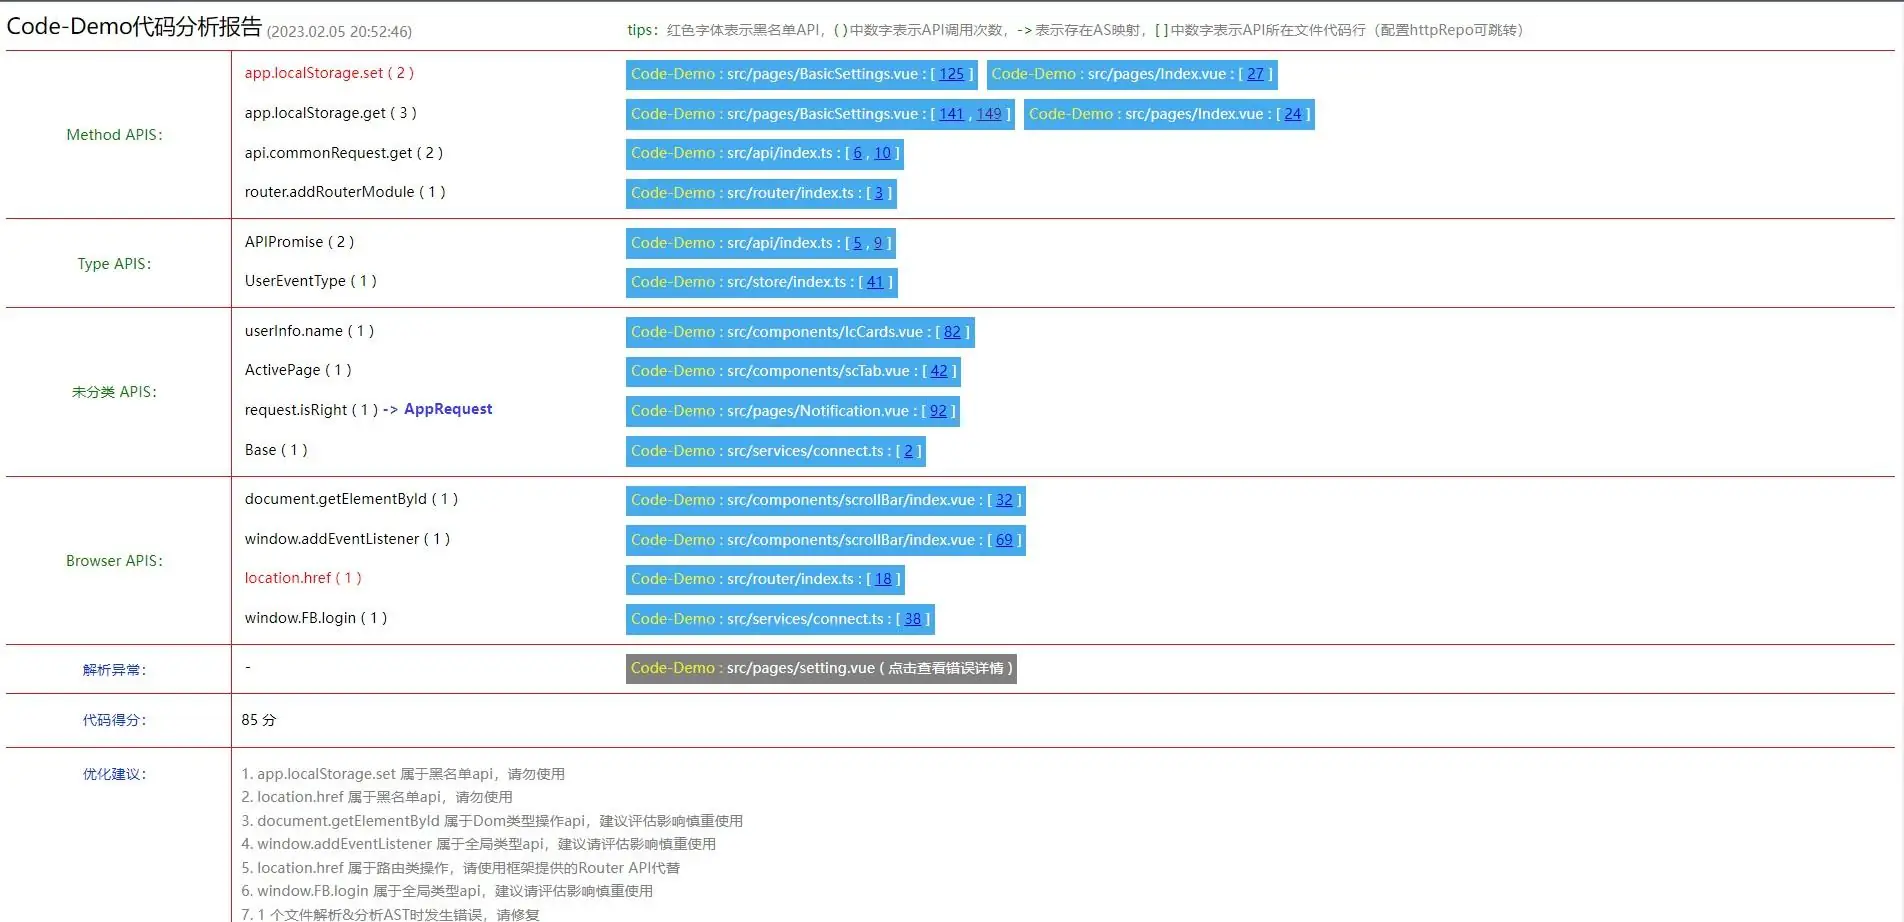 Code-Demo代码分析报告 (2023.02.05 20:52:46) tips：红色字体表示黑名单API，( )中数字表示API调用次数，-> 表示存在AS映射，[ ]中数字表示API所在文件代码行（配置httpRepo可跳转）
app.localStorage.set ( 2 ) Code-Demo : src/pages/BasicSettings.vue : [ 125 ] Code-Demo : src/pages/Index.vue : [ 27 ]
app.localStorage.get ( 3 ) Code-Demo : src/pages/BasicSettings.vue : [ 141 , 149 ] Code-Demo : src/pages/Index.vue : [ 24 ]
Method APIS：
api.commonRequest.get ( 2 ) Code-Demo : src/api/index.ts : [ 6 , 10 ]
router.addRouterModule ( 1 ) Code-Demo : src/router/index.ts : [ 3 ]
APIPromise ( 2 ) Code-Demo : src/api/index.ts : [ 5 , 9 ]
Type APIS：
UserEventType ( 1 ) Code-Demo : src/store/index.ts : [ 41 ]
userInfo.name ( 1 ) Code-Demo : src/components/IcCards.vue : [ 82 ]
ActivePage ( 1 ) Code-Demo : src/components/scTab.vue : [ 42 ]
未分类 APIS：
request.isRight ( 1 ) -> AppRequest Code-Demo : src/pages/Notification.vue : [ 92 ]
Base ( 1 ) Code-Demo : src/services/connect.ts : [ 2 ]
document.getElementById ( 1 ) Code-Demo : src/components/scrollBar/index.vue : [ 32 ]
window.addEventListener ( 1 ) Code-Demo : src/components/scrollBar/index.vue : [ 69 ]
Browser APIS：
location.href ( 1 ) Code-Demo : src/router/index.ts : [ 18 ]
window.FB.login ( 1 ) Code-Demo : src/services/connect.ts : [ 38 ]
解析异常： - Code-Demo : src/pages/setting.vue ( 点击查看错误详情 )
代码得分： 85 分
优化建议： 1. app.localStorage.set 属于黑名单api，请勿使用
2. location.href 属于黑名单api，请勿使用
3. document.getElementById 属于Dom类型操作api，建议评估影响慎重使用
4. window.addEventListener 属于全局类型api，建议请评估影响慎重使用
5. location.href 属于路由类操作，请使用框架提供的Router API代替
6. window.FB.login 属于全局类型api，建议请评估影响慎重使用
7. 1 个文件解析&分析AST时发生错误，请修复